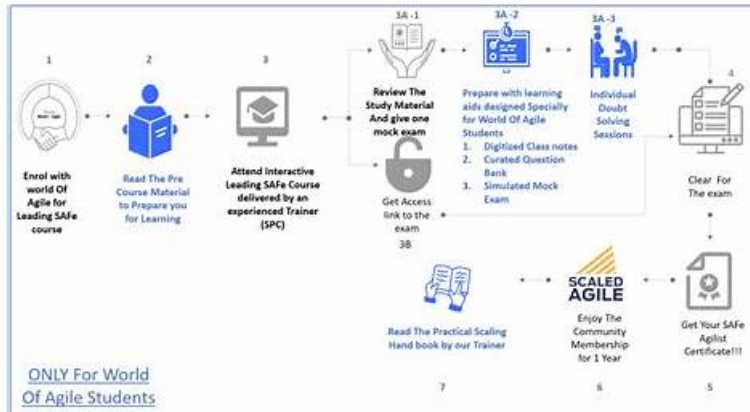 1
Enrol with
world Of
Agile for
Leading SAFe
course
2
Read The Pre
Course Material
to Prepare you
for Learning
3
Attend Interactive
Leading SAFe Course
delivered by an
experienced Trainer
(SPC)
3A -1
Review The
Study Material
And give one
mock exam
3A -2
Prepare with learning
aids designed Specially
for World Of Agile
Students
1. Digitized Class notes
2. Curated Question
Bank
3. Simulated Mock
Exam
3A -3
Individual
Doubt
Solving
Sessions
Get Access
link to the
exam
3B
4
Clear For
The exam
Get Your SAFe
Agilist
Certificate!!!
5
SCALED
AGILE
Enjoy The
Community
Membership
for 1 Year
6
Read The Practical Scaling
Hand book by our Trainer
7
ONLY For World
Of Agile Students